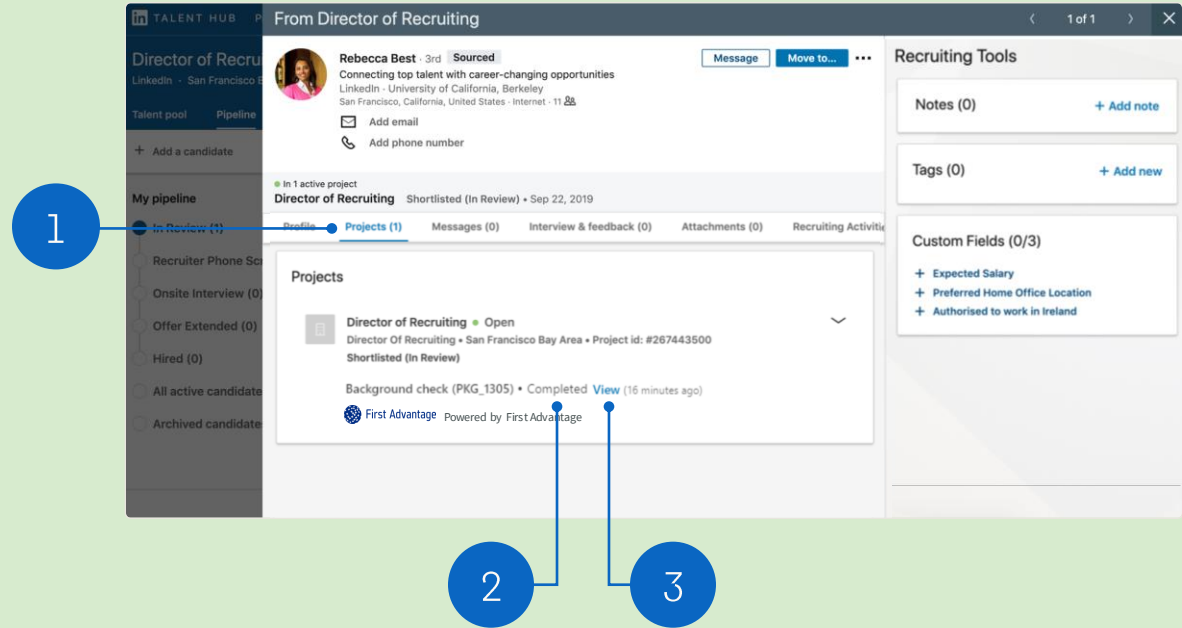 in TALENT HUB P
From Director of Recruiting
1 of 1
Director of Recrui
LinkedIn · San Francisco B
Talent pool Pipeline
+ Add a candidate
My pipeline
In Review (1)
Recruiter Phone Scr
Onsite Interview (0)
Offer Extended (0)
Hired (0)
All active candidate
Archived candidate
Rebecca Best · 3rd Sourced
Message Move to... •••
Connecting top talent with career-changing opportunities
LinkedIn · University of California, Berkeley
San Francisco, California, United States · Internet · 11
Add email
Add phone number
In 1 active project
Director of Recruiting Shortlisted (In Review) • Sep 22, 2019
Profile Projects (1) Messages (0) Interview & feedback (0) Attachments (0) Recruiting Activitie
Projects
Director of Recruiting • Open
Director Of Recruiting • San Francisco Bay Area • Project id: #267443500
Shortlisted (In Review)
Background check (PKG_1305) • Completed View (16 minutes ago)
First Advantage Powered by First Advantage
Recruiting Tools
Notes (0) + Add note
Tags (0) + Add new
Custom Fields (0/3)
+ Expected Salary
+ Preferred Home Office Location
+ Authorised to work in Ireland
1
2
3